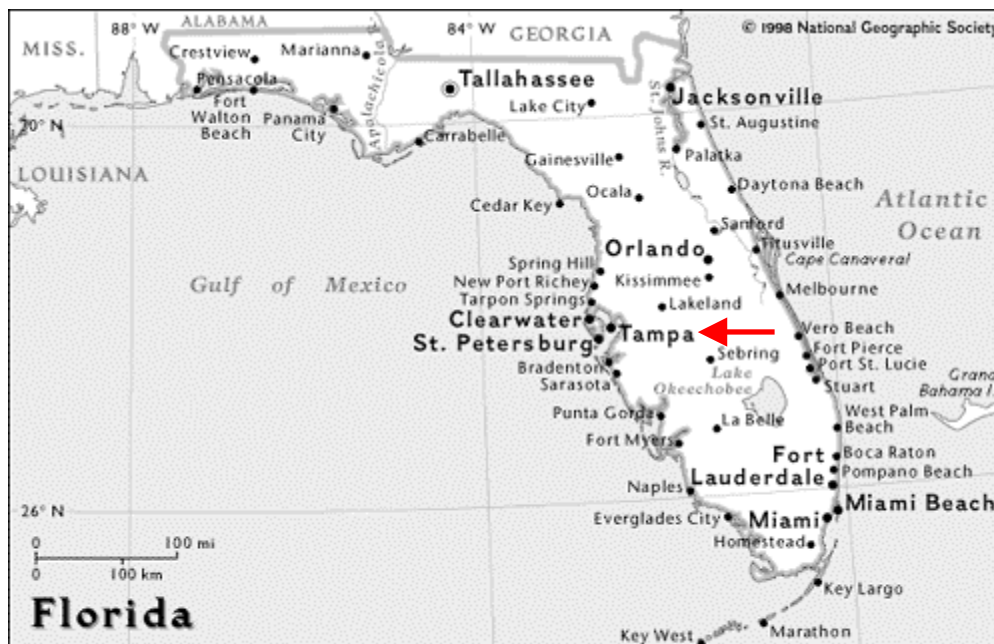 ALABAMA
© 1998 National Geographic Society
88° W
84° W
GEORGIA
MISS.
Crestview
Marianna
Pensacola
Tallahassee
Fort
Walton
Beach
Panama
City
Apalachicola
Lake City
Jacksonville
St. Johns R.
St. Augustine
Carrabelle
LOUISIANA
Gainesville
Palatka
Ocala
Daytona Beach
Cedar Key
Atlantic
Ocean
Sanford
Orlando
Titusville
Cape Canaveral
Spring Hill
Kissimmee
Gulf of Mexico
New Port Richey
Melbourne
Tarpon Springs
Lakeland
Clearwater
Tampa
Vero Beach
St. Petersburg
Fort Pierce
Sebring
Port St. Lucie
Bradenton
Lake
Okeechobee
Sarasota
Stuart
Bahama I
Punta Gorda
La Belle
West Palm
Beach
Fort Myers
Fort
Lauderdale
Boca Raton
Pompano Beach
Naples
Miami Beach
26° N
Everglades City
Miami
Homestead
0 100 mi
0 100 km
Key Largo
Florida
Marathon
Key West